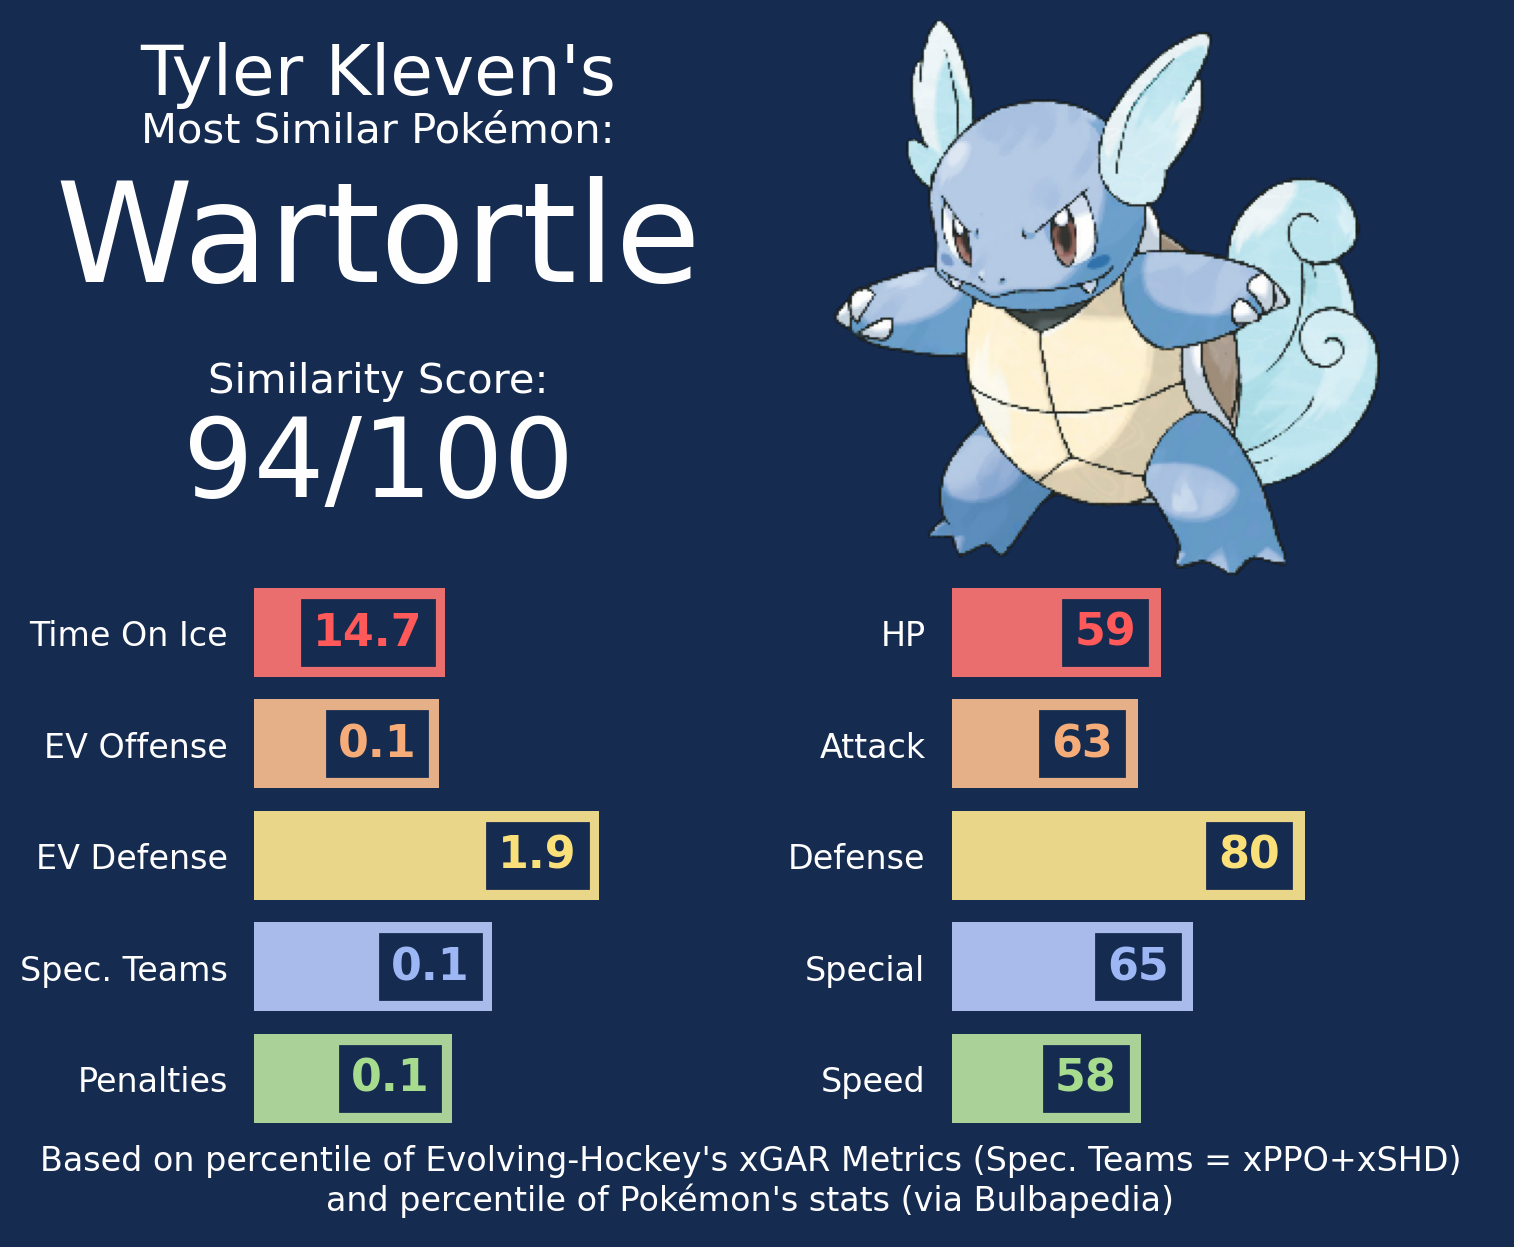 Tyler Kleven's
Most Similar Pokémon:
Wartortle
Similarity Score:
94/100
Time On Ice 14.7
EV Offense 0.1
EV Defense 1.9
Spec. Teams 0.1
Penalties 0.1
HP 59
Attack 63
Defense 80
Special 65
Speed 58
Based on percentile of Evolving-Hockey's xGAR Metrics (Spec. Teams = xPPO+xSHD)
and percentile of Pokémon's stats (via Bulbapedia)